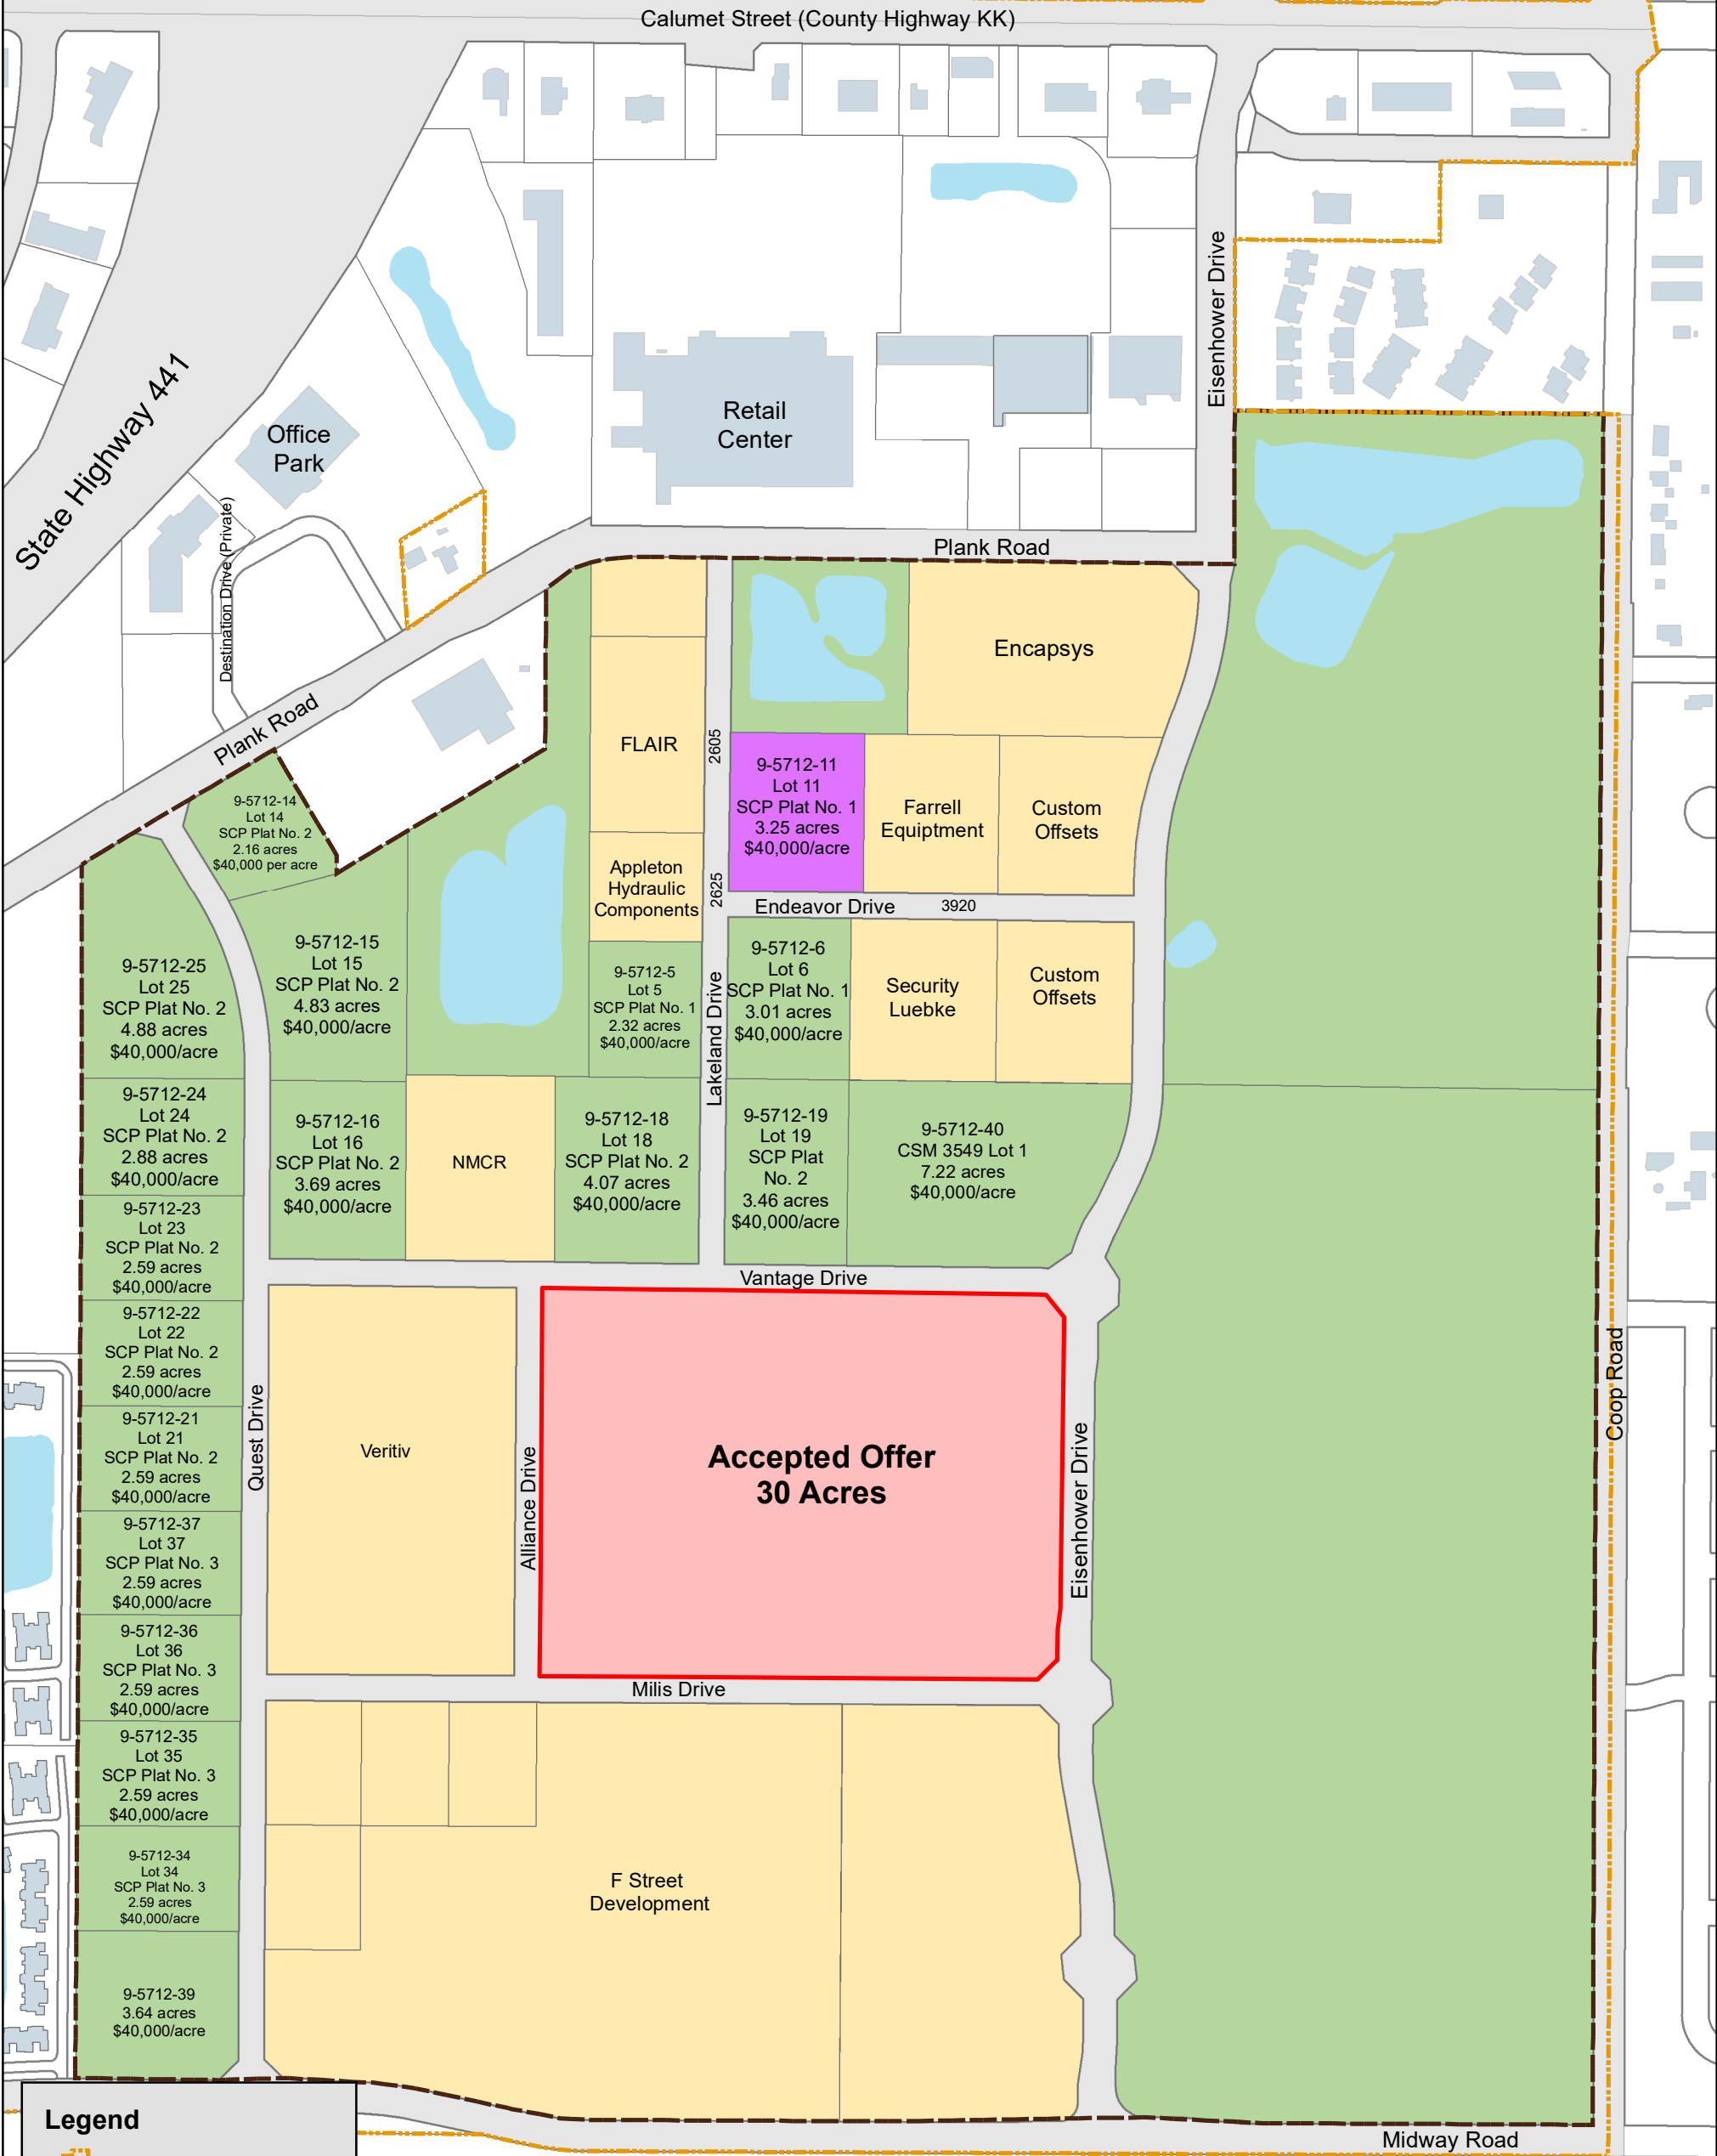 Calumet Street (County Highway KK)
State Highway 441
Eisenhower Drive
Office
Park
Retail
Center
Destination Drive (Private)
Plank Road
Plank Road
Encapsys
FLAIR
2605
9-5712-11
Lot 11
SCP Plat No. 1
3.25 acres
$40,000/acre
Farrell
Equiptment
Custom
Offsets
9-5712-14
Lot 14
SCP Plat No. 2
2.16 acres
$40,000 per acre
Appleton
Hydraulic
Components
2625
Endeavor Drive
3920
9-5712-25
Lot 25
SCP Plat No. 2
4.88 acres
$40,000/acre
9-5712-15
Lot 15
SCP Plat No. 2
4.83 acres
$40,000/acre
9-5712-5
Lot 5
SCP Plat No. 1
2.32 acres
$40,000/acre
Lakeland Drive
9-5712-6
Lot 6
SCP Plat No. 1
3.01 acres
$40,000/acre
Security
Luebke
Custom
Offsets
9-5712-24
Lot 24
SCP Plat No. 2
2.88 acres
$40,000/acre
9-5712-16
Lot 16
SCP Plat No. 2
3.69 acres
$40,000/acre
NMCR
9-5712-18
Lot 18
SCP Plat No. 2
4.07 acres
$40,000/acre
9-5712-19
Lot 19
SCP Plat
No. 2
3.46 acres
$40,000/acre
9-5712-40
CSM 3549 Lot 1
7.22 acres
$40,000/acre
9-5712-23
Lot 23
SCP Plat No. 2
2.59 acres
$40,000/acre
Vantage Drive
9-5712-22
Lot 22
SCP Plat No. 2
2.59 acres
$40,000/acre
9-5712-21
Lot 21
SCP Plat No. 2
2.59 acres
$40,000/acre
Quest Drive
Veritiv
Alliance Drive
Accepted Offer
30 Acres
Eisenhower Drive
Coop Road
9-5712-37
Lot 37
SCP Plat No. 3
2.59 acres
$40,000/acre
9-5712-36
Lot 36
SCP Plat No. 3
2.59 acres
$40,000/acre
Milis Drive
9-5712-35
Lot 35
SCP Plat No. 3
2.59 acres
$40,000/acre
9-5712-34
Lot 34
SCP Plat No. 3
2.59 acres
$40,000/acre
F Street
Development
9-5712-39
3.64 acres
$40,000/acre
Legend
Midway Road